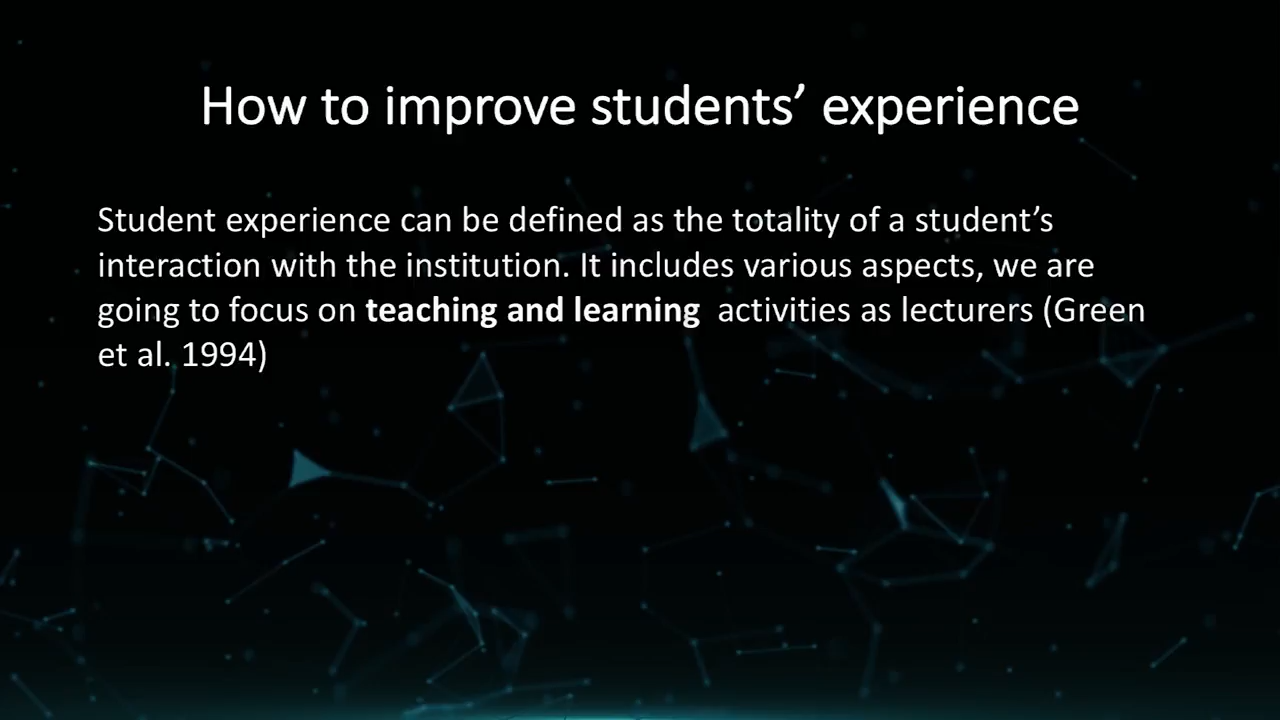 How to improve students’ experience
Student experience can be defined as the totality of a student’s
interaction with the institution. It includes various aspects, we are
going to focus on teaching and learning  activities as lecturers (Green
et al. 1994)